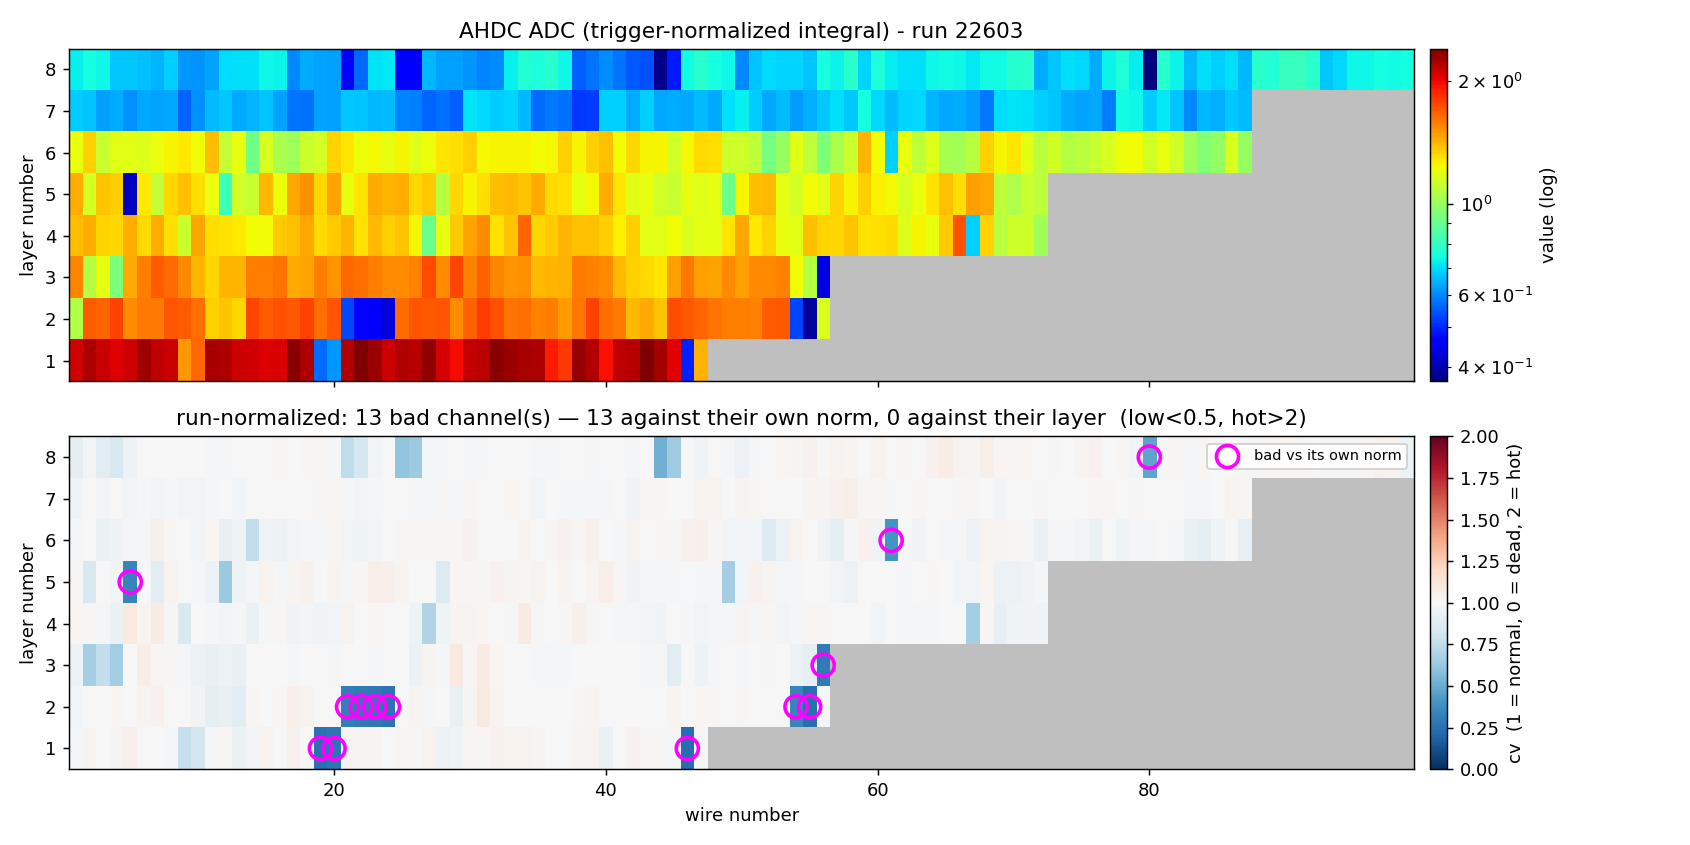 AHDC ADC (trigger-normalized integral) - run 22603
8
7
6
5
4
3
2
1
layer number
2 × 10⁰
10⁰
6 × 10⁻¹
4 × 10⁻¹
value (log)
run-normalized: 13 bad channel(s) — 13 against their own norm, 0 against their layer (low<0.5, hot>2)
bad vs its own norm
8
7
6
5
4
3
2
1
layer number
20
40
60
80
wire number
2.00
1.75
1.50
1.25
1.00
0.75
0.50
0.25
0.00
cv (1 = normal, 0 = dead, 2 = hot)